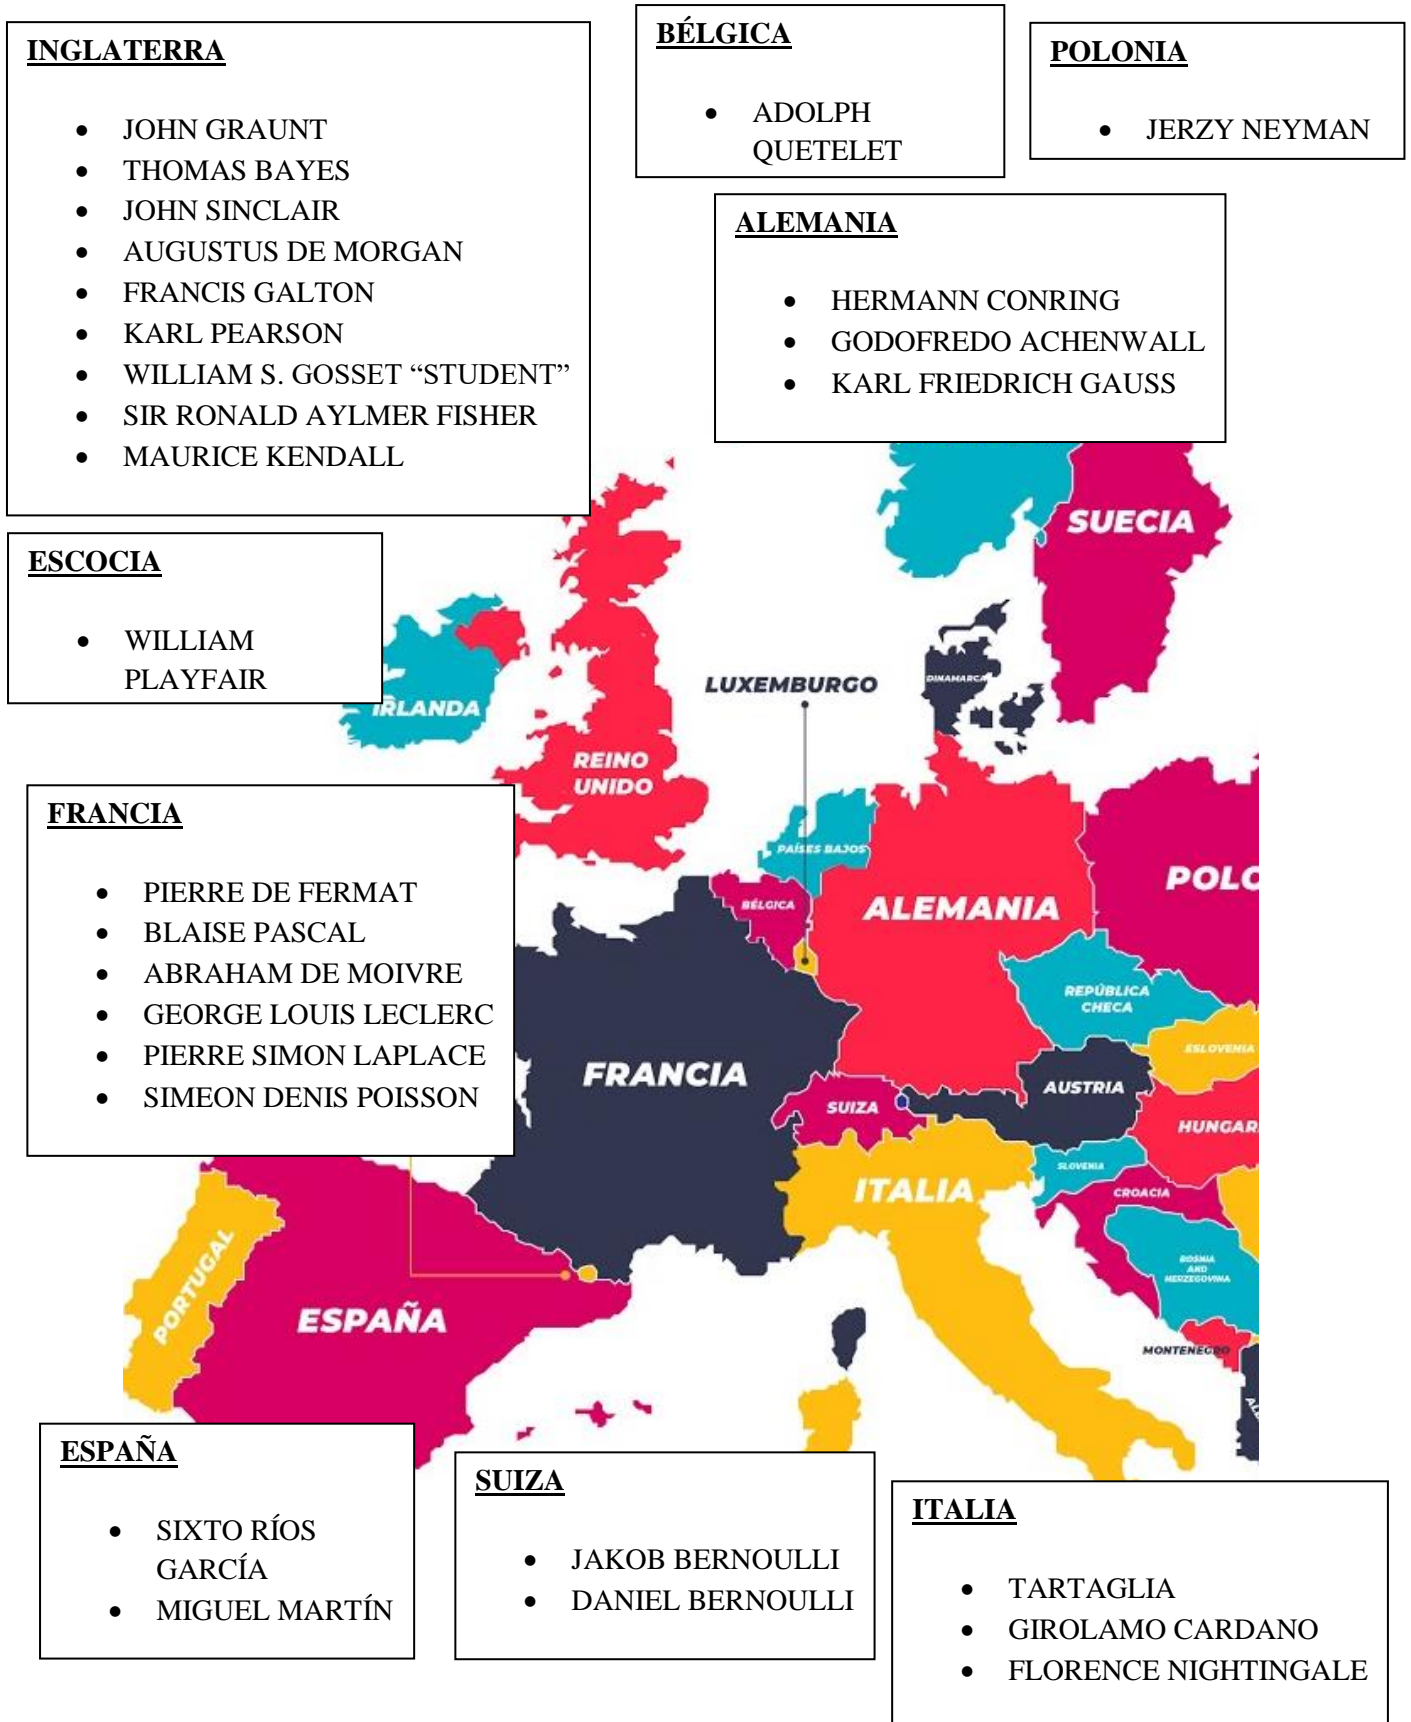 INGLATERRA
JOHN GRAUNT
THOMAS BAYES
JOHN SINCLAIR
AUGUSTUS DE MORGAN
FRANCIS GALTON
KARL PEARSON
WILLIAM S. GOSSET “STUDENT”
SIR RONALD AYLMER FISHER
MAURICE KENDALL
BÉLGICA
ADOLPH
QUETELET
POLONIA
JERZY NEYMAN
ALEMANIA
HERMANN CONRING
GODOFREDO ACHENWALL
KARL FRIEDRICH GAUSS
ESCOCIA
WILLIAM
PLAYFAIR
SUECIA
IRLANDA
LUXEMBURGO
DINAMARCA
REINO
UNIDO
FRANCIA
PIERRE DE FERMAT
BLAISE PASCAL
ABRAHAM DE MOIVRE
GEORGE LOUIS LECLERC
PIERRE SIMON LAPLACE
SIMEON DENIS POISSON
PAÍSES BAJOS
BÉLGICA
ALEMANIA
POLO
REPÚBLICA
CHECA
ESLOVENIA
FRANCIA
SUIZA
AUSTRIA
HUNGAR
SLOVENIA
ITALIA
CROACIA
PORTUGAL
BOSNIA
AND
HERZEGOVINA
ESPAÑA
MONTENEGRO
ESPAÑA
SIXTO RÍOS
GARCÍA
MIGUEL MARTÍN
SUIZA
JAKOB BERNOULLI
DANIEL BERNOULLI
ITALIA
TARTAGLIA
GIROLAMO CARDANO
FLORENCE NIGHTINGALE